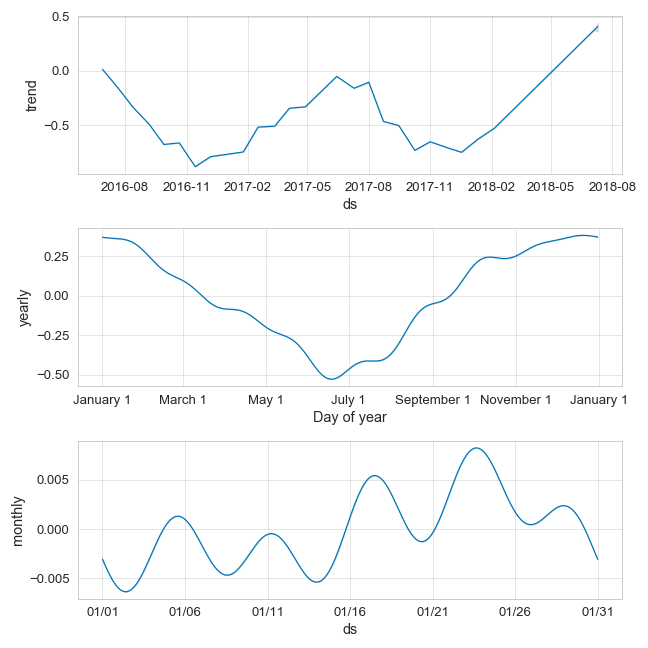 0.5
0.0
−0.5
trend
2016-08 2016-11 2017-02 2017-05 2017-08 2017-11 2018-02 2018-05 2018-08
ds
0.25
0.00
−0.25
−0.50
yearly
January 1 March 1 May 1 July 1 September 1 November 1 January 1
Day of year
0.005
0.000
−0.005
monthly
01/01 01/06 01/11 01/16 01/21 01/26 01/31
ds